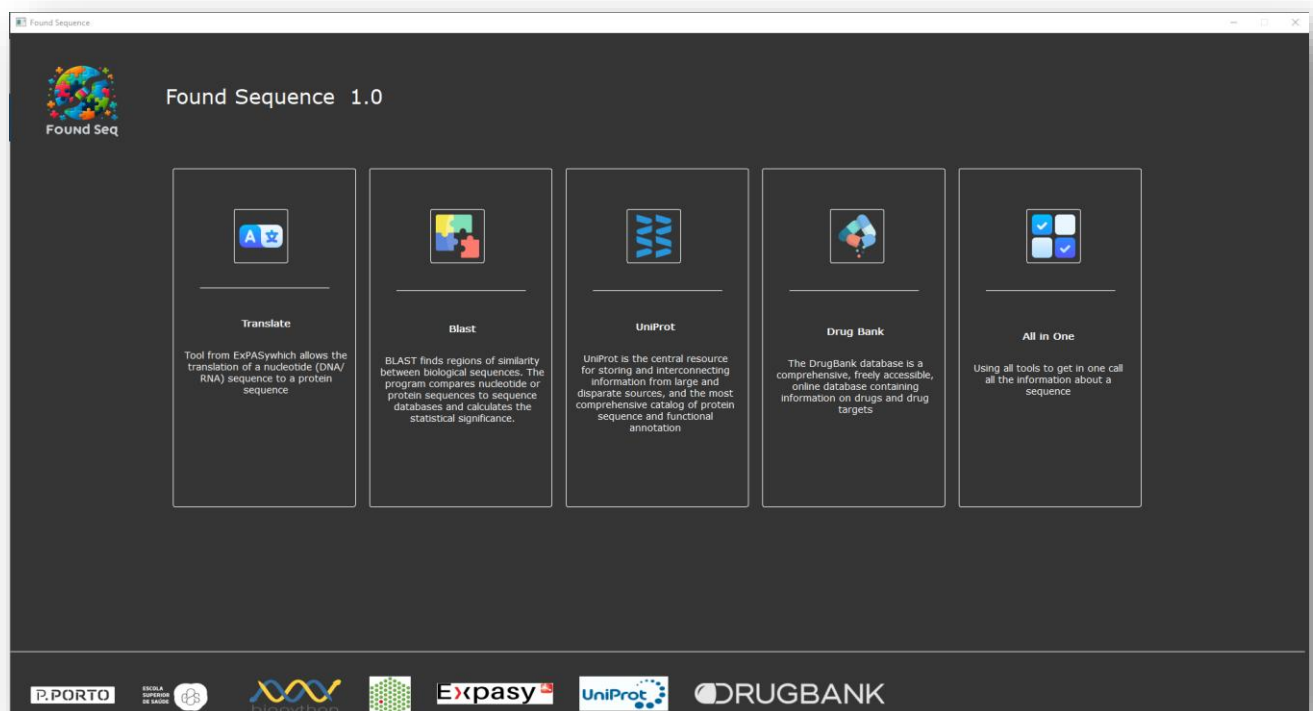 Found Sequence
Found Seq
Found Sequence 1.0
A 文
Translate
Tool from ExPASywhich allows the
translation of a nucleotide (DNA/
RNA) sequence to a protein
sequence
Blast
BLAST finds regions of similarity
between biological sequences. The
program compares nucleotide or
protein sequences to sequence
databases and calculates the
statistical significance.
UniProt
UniProt is the central resource
for storing and interconnecting
information from large and
disparate sources, and the most
comprehensive catalog of protein
sequence and functional
annotation
Drug Bank
The DrugBank database is a
comprehensive, freely accessible,
online database containing
information on drugs and drug
targets
All in One
Using all tools to get in one call
all the information about a
sequence
P.PORTO
ESCOLA
SUPERIOR
DE SAÚDE
biopython
Expasy
UniProt
DRUGBANK